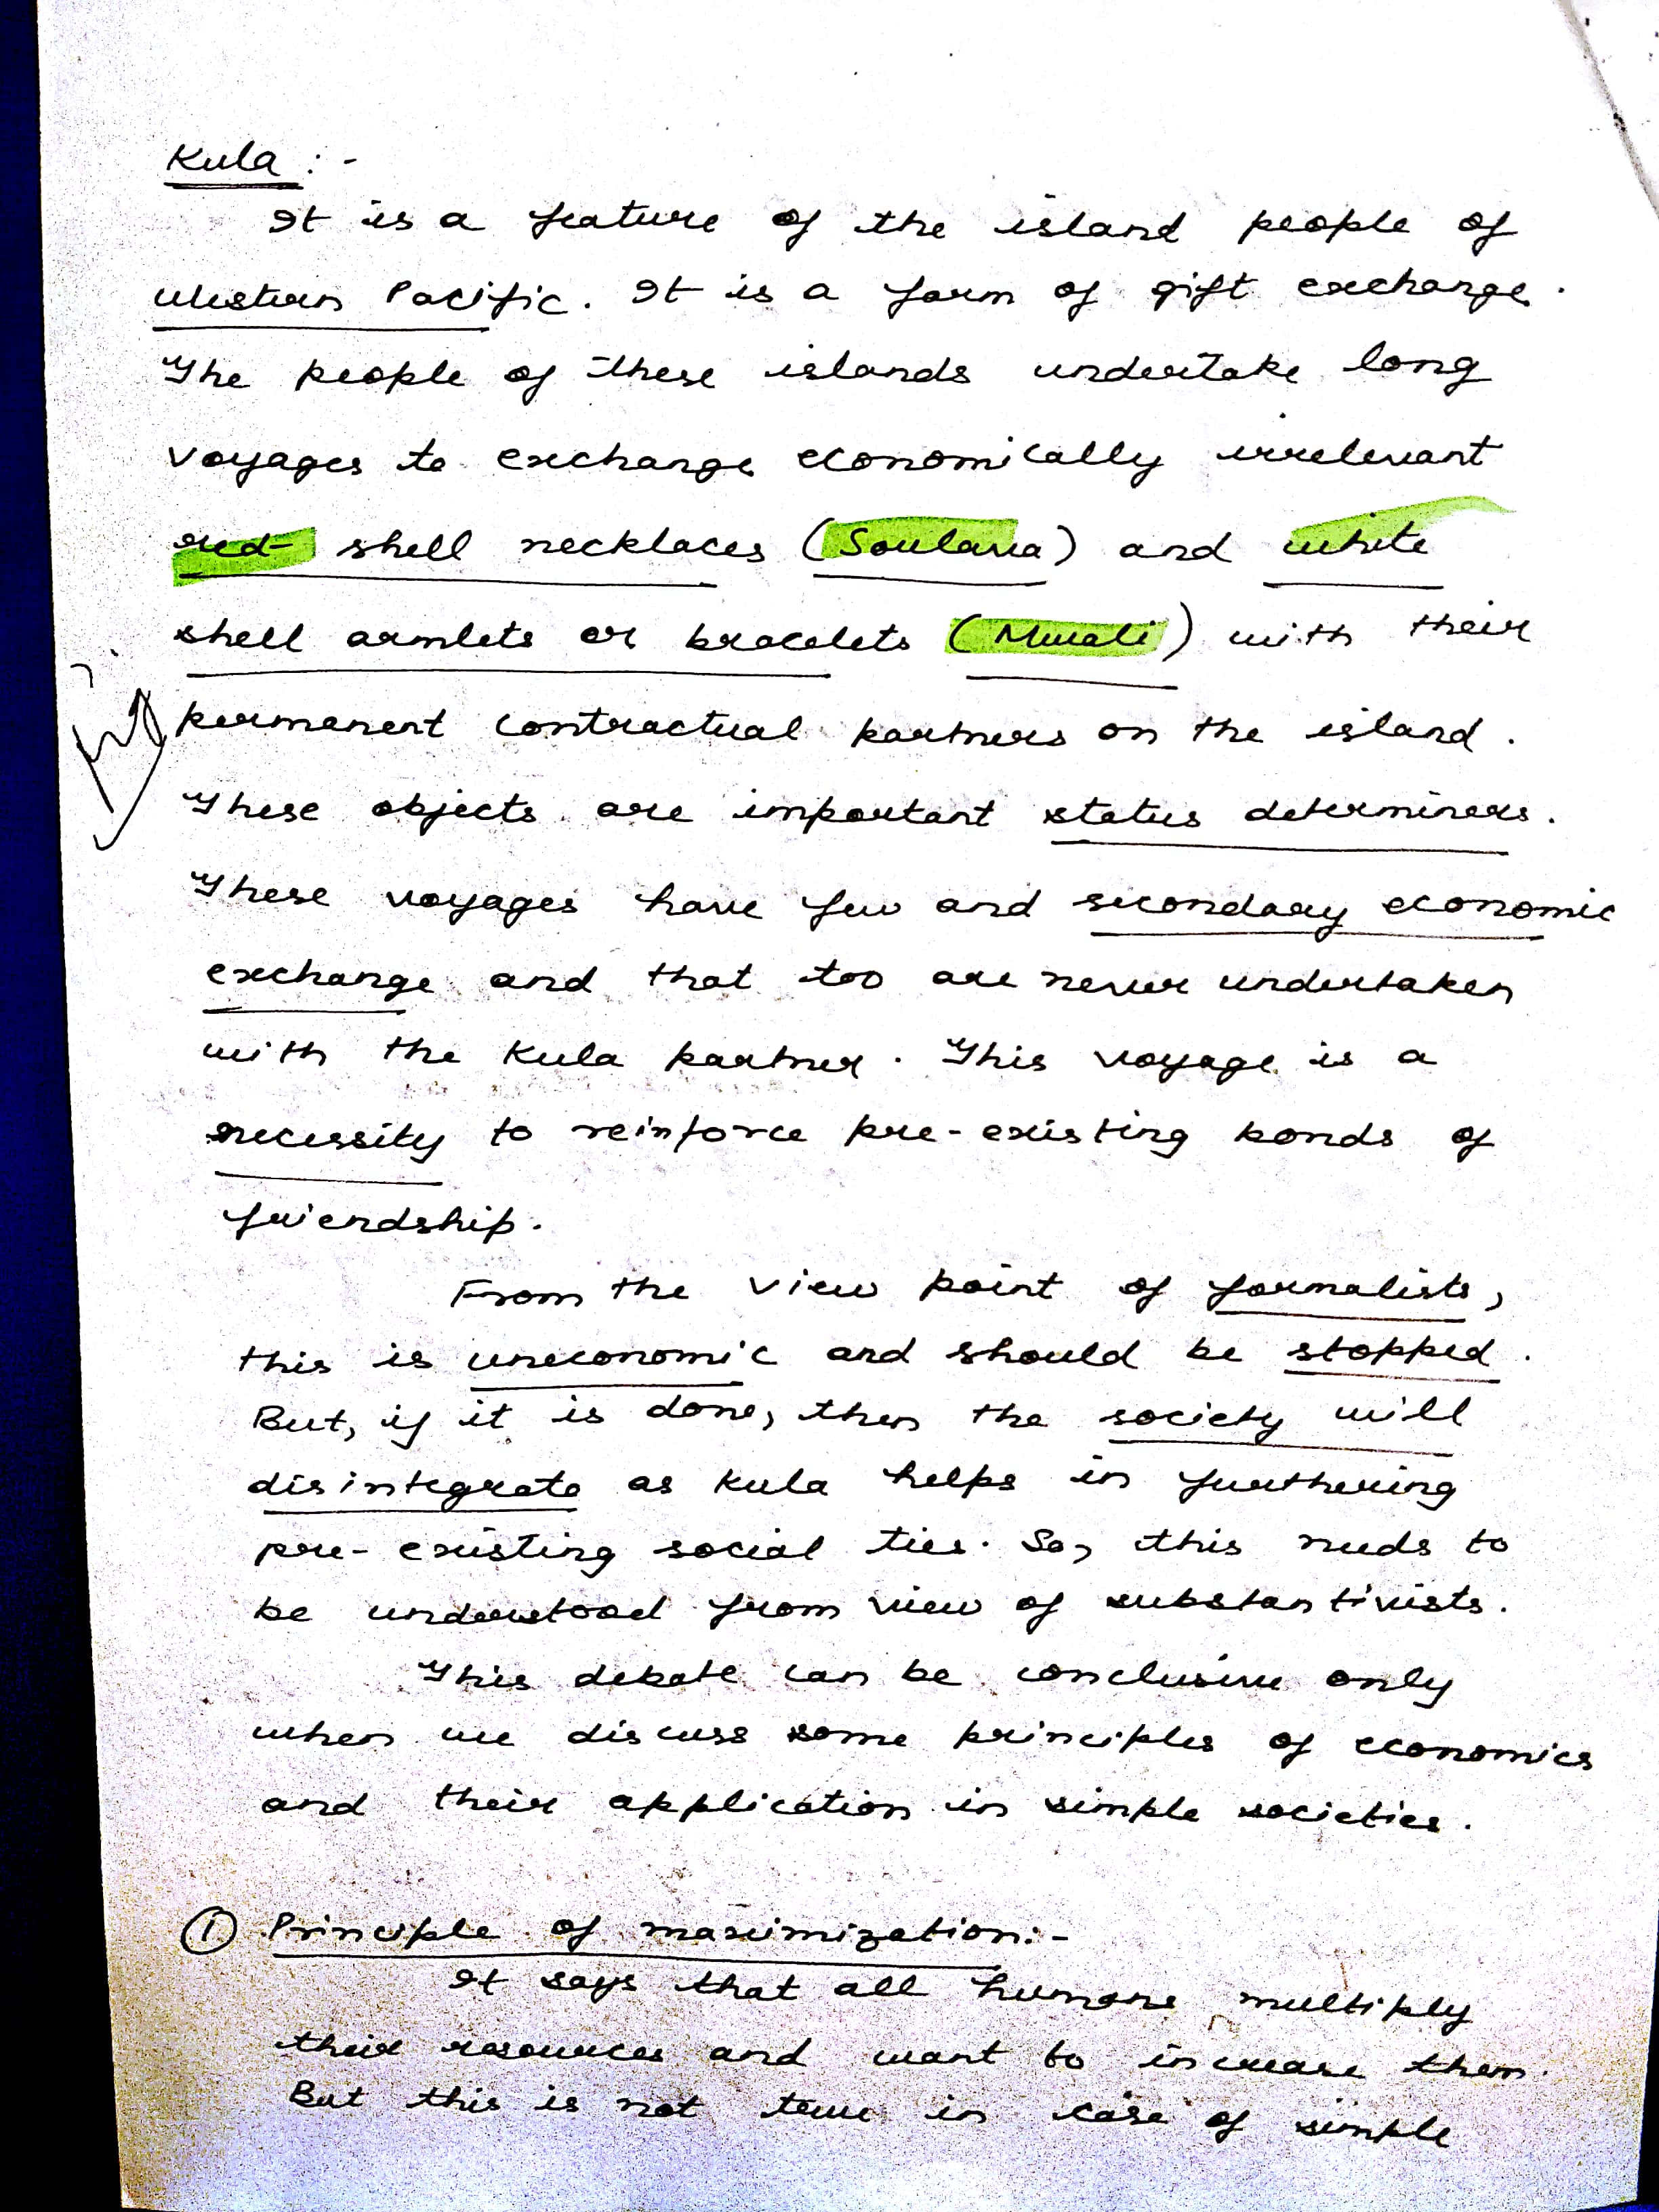 Kula :-
It is a feature of the island people of
Western Pacific. It is a form of gift exchange.
The people of these islands undertake long
voyages to exchange economically irrelevant
red shell necklaces (Soulava) and white
shell armlets or bracelets (Mwali) with their
permanent contractual partners on the island.
These objects are important status determiners.
These voyages have few and secondary economic
exchange and that too are never undertaken
with the Kula partner. This voyage is a
necessity to reinforce pre-existing bonds of
friendship.
From the view point of formalists,
this is uneconomic and should be stopped.
But, if it is done, then the society will
disintegrate as Kula helps in furthering
pre-existing social ties. So, this needs to
be understood from view of substantivists.
This debate can be conclusive only
when we discuss some principles of economics
and their application in simple societies.
① Principle of maximization:-
It says that all humans multiply
their resources and want to increase them.
But this is not true in case of simple